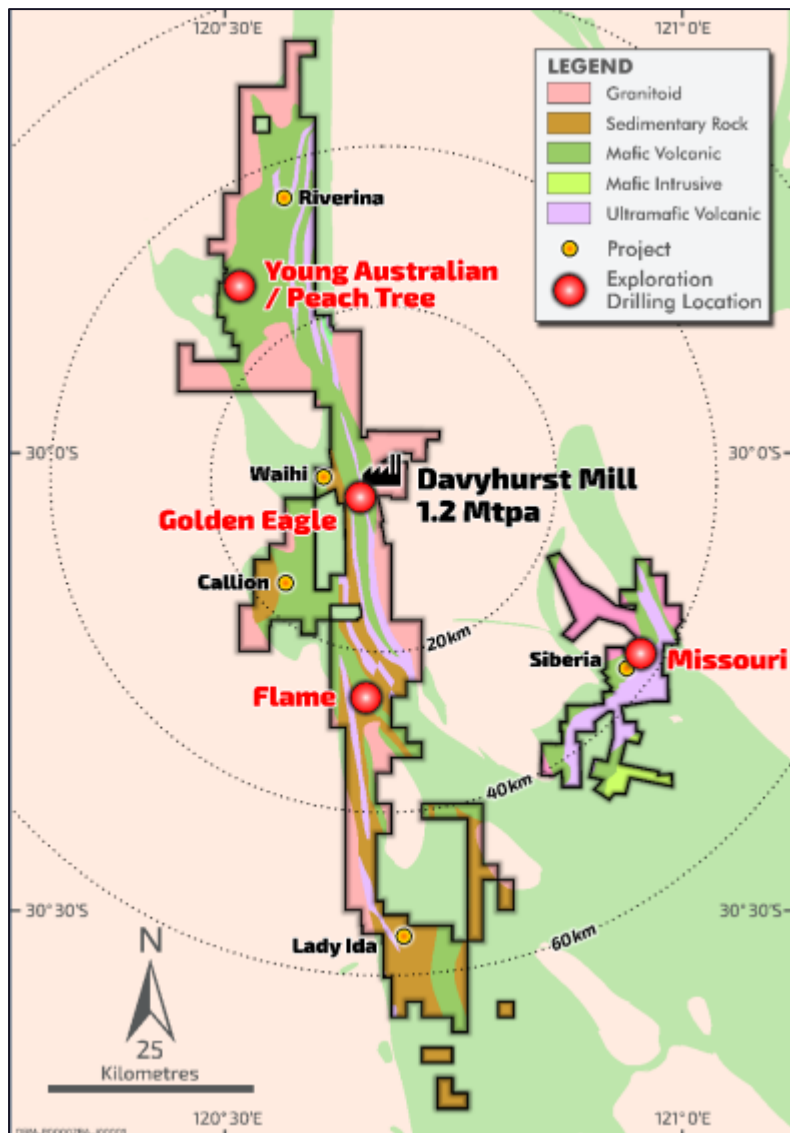 120°30'E
121°0'E
LEGEND
Granitoid
Sedimentary Rock
Mafic Volcanic
Mafic Intrusive
Ultramafic Volcanic
Project
Exploration
Drilling Location
Riverina
Young Australian
/ Peach Tree
30°0'S
30°0'S
Waihi
Davyhurst Mill
1.2 Mtpa
Golden Eagle
Callion
20km
Siberia
Missouri
Flame
40km
30°30'S
30°30'S
60km
Lady Ida
N
25
Kilometres
120°30'E
121°0'E